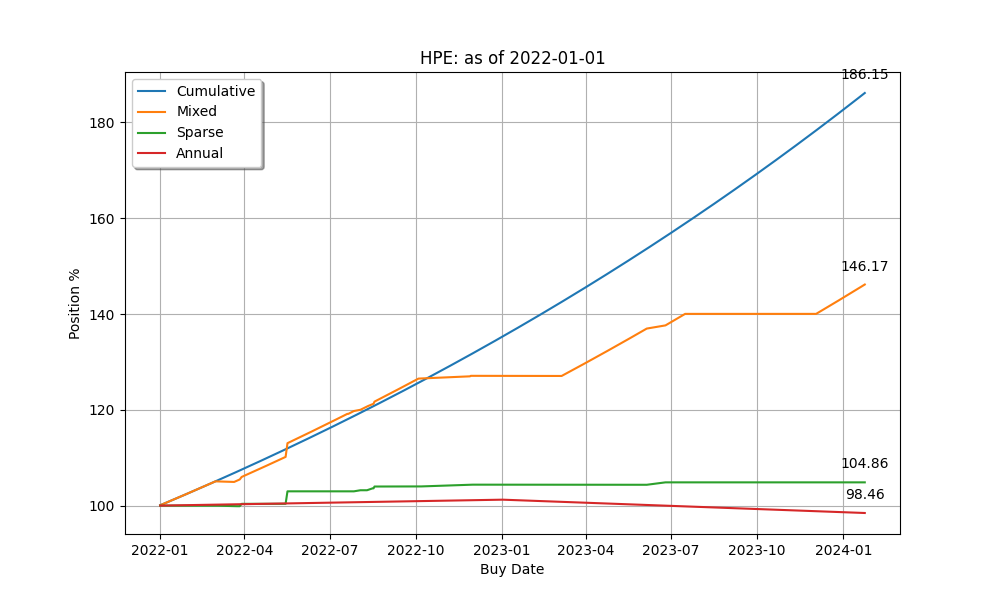 HPE: as of 2022-01-01
Cumulative
Mixed
Sparse
Annual
186.15
146.17
104.86
98.46
180
160
140
120
100
Position %
2022-01 2022-04 2022-07 2022-10 2023-01 2023-04 2023-07 2023-10 2024-01
Buy Date